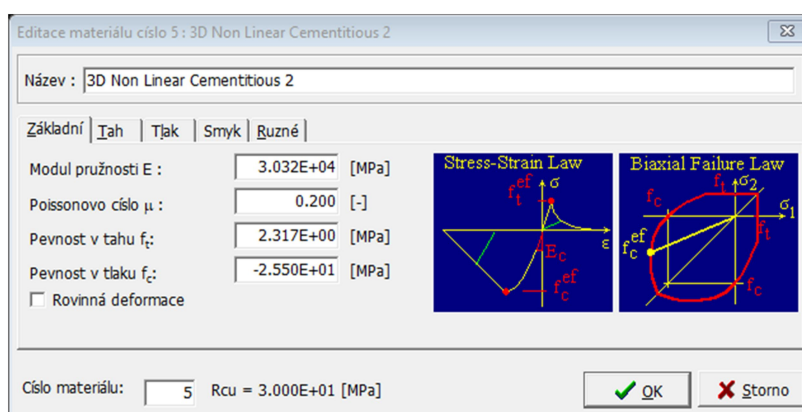 Editace materiálu císlo 5 : 3D Non Linear Cementitious 2
Název : 3D Non Linear Cementitious 2
Základní Tah Tlak Smyk Ruzné
Modul pružnosti E : 3.032E+04 [MPa]
Poissonovo císlo μ : 0.200 [-]
Pevnost v tahu ft: 2.317E+00 [MPa]
Pevnost v tlaku fc: -2.550E+01 [MPa]
Rovinná deformace
Stress-Strain Law
ft ef σ
ε
Ec
fc ef
Biaxial Failure Law
ft σ2
fc σ1
ft
fc ef
fc
Císlo materiálu: 5 Rcu = 3.000E+01 [MPa]
OK Storno